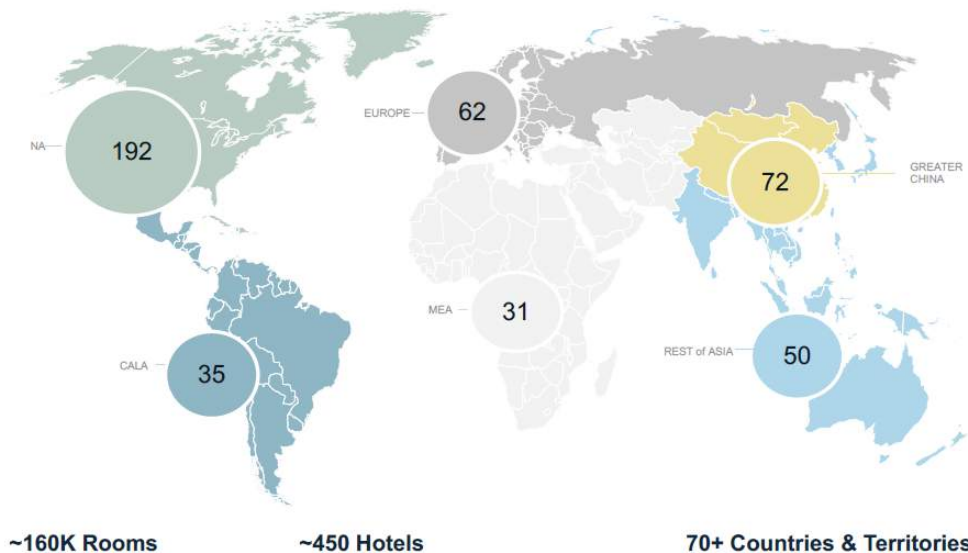 EUROPE
62
NA
192
72
GREATER
CHINA
MEA
31
REST of ASIA
50
CALA
35
~160K Rooms
~450 Hotels
70+ Countries & Territories